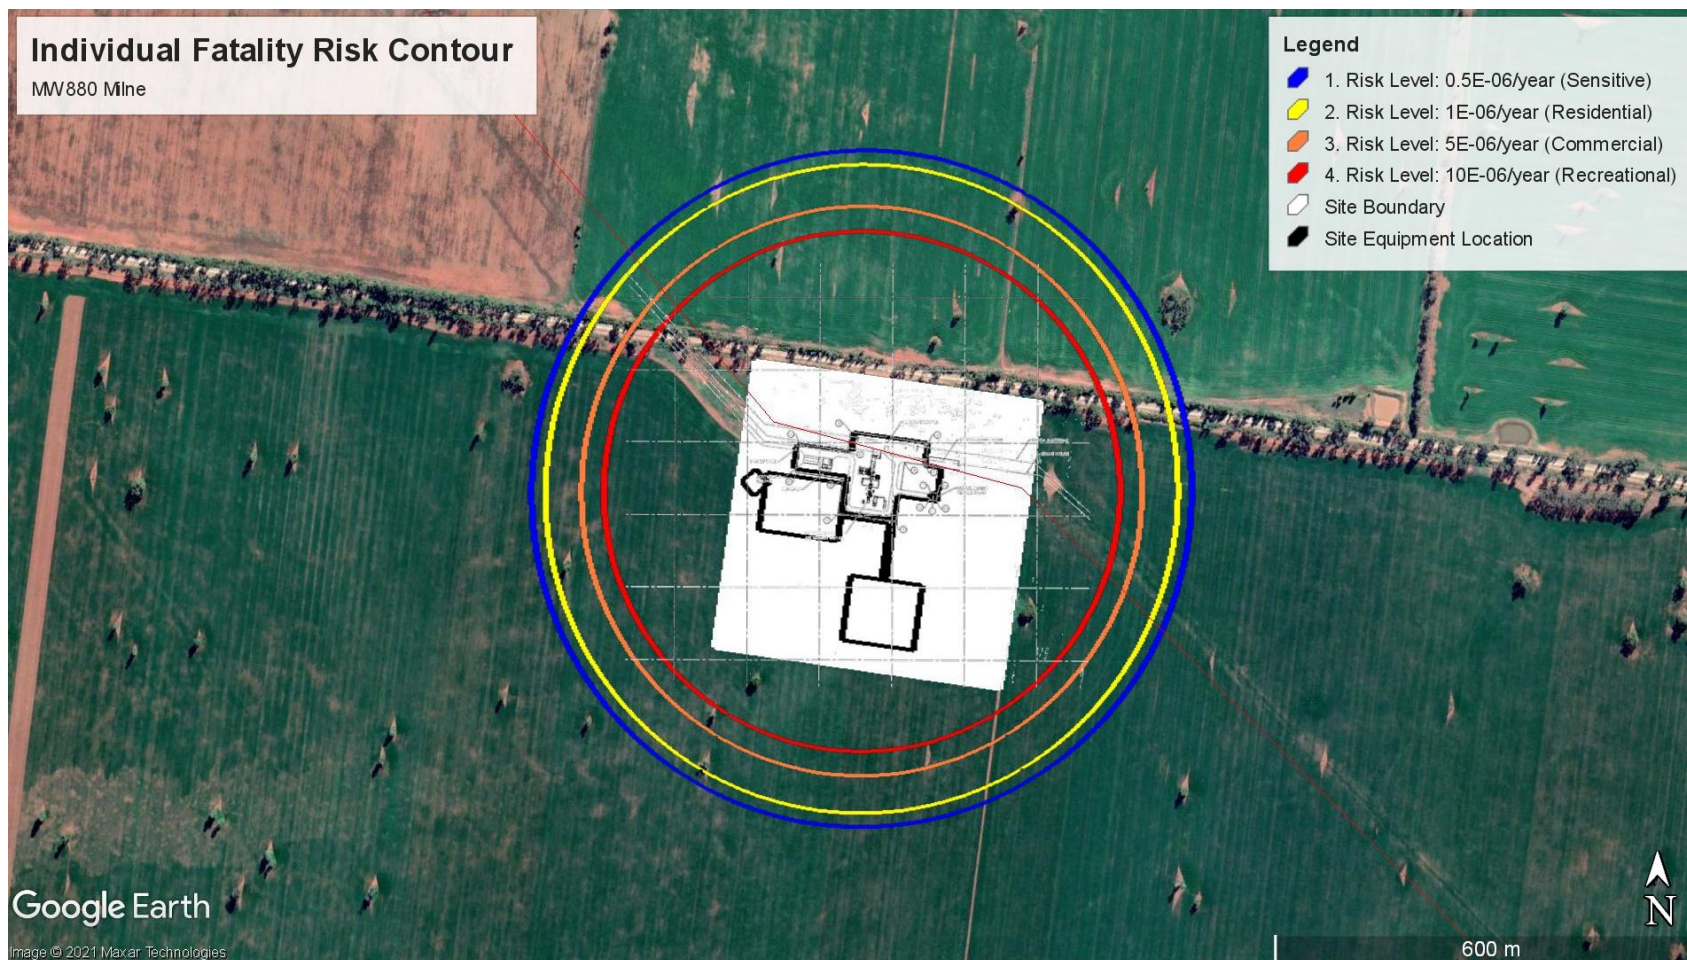 Individual Fatality Risk Contour
MW880 Milne
Legend
1. Risk Level: 0.5E-06/year (Sensitive)
2. Risk Level: 1E-06/year (Residential)
3. Risk Level: 5E-06/year (Commercial)
4. Risk Level: 10E-06/year (Recreational)
Site Boundary
Site Equipment Location
Google Earth
Image © 2021 Maxar Technologies
N
600 m